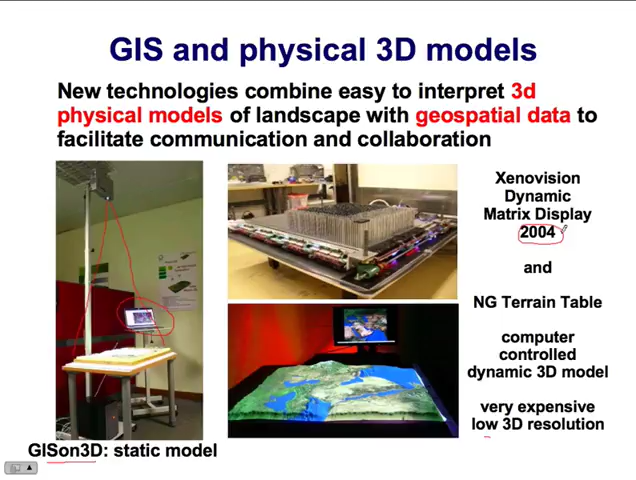 GIS and physical 3D models
New technologies combine easy to interpret 3d
physical models of landscape with geospatial data to
facilitate communication and collaboration
Xenovision
Dynamic
Matrix Display
2004
and
NG Terrain Table
computer
controlled
dynamic 3D model
very expensive
low 3D resolution
GISon3D: static model